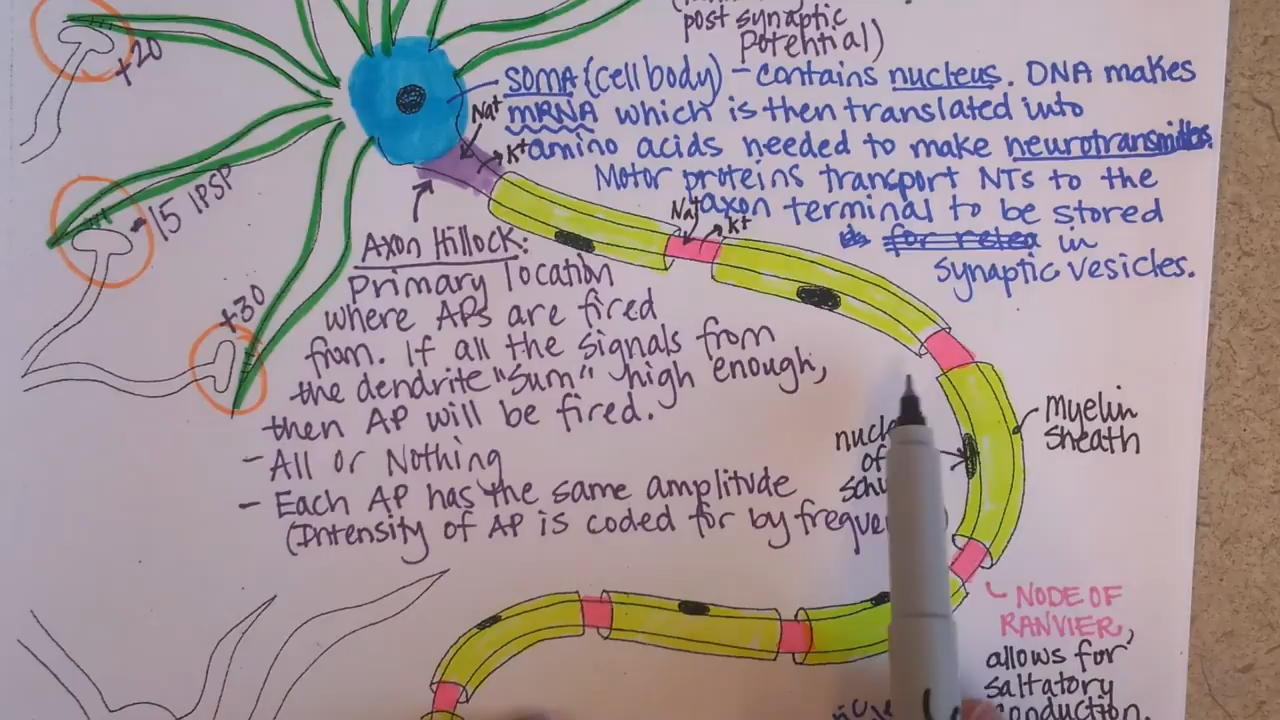 post synaptic
potential)
+20
SOMA (cell body) - contains nucleus. DNA makes
mRNA which is then translated into
amino acids needed to make neurotransmitters.
Motor proteins transport NTs to the
axon terminal to be stored
in
synaptic vesicles.
Na+
K+
Na+
K+
-15 IPSP
+30
Axon Hillock:
primary location
where APs are fired
from. If all the signals from
the dendrite "sum" high enough,
then AP will be fired.
- All or Nothing
- Each AP has the same amplitude
(Intensity of AP is coded for by
of
Myelin
sheath
NODE OF
RANVIER,
allows for
saltatory
conduction.